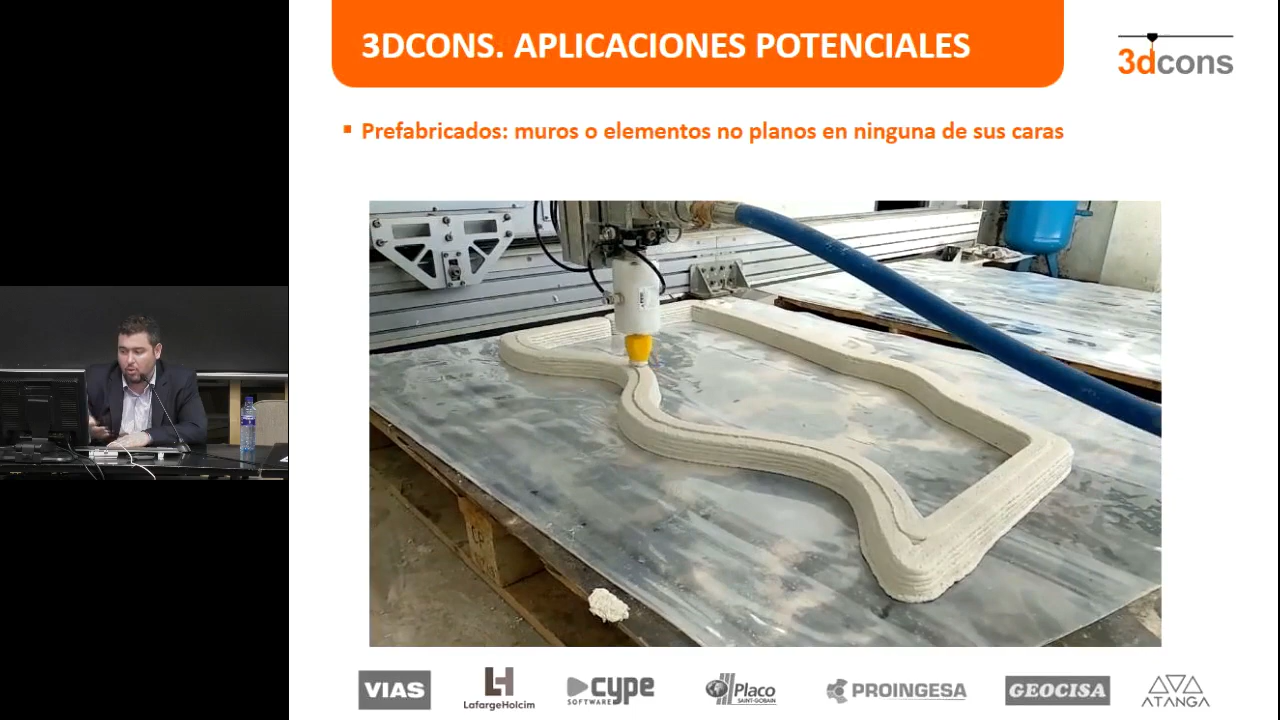 3DCONS. APLICACIONES POTENCIALES
3dcons
▪ Prefabricados: muros o elementos no planos en ninguna de sus caras
VIAS
LH
LafargeHolcim
cype
SOFTWARE
Placo
SAINT-GOBAIN
PROINGESA
GEOCISA
ATANGA